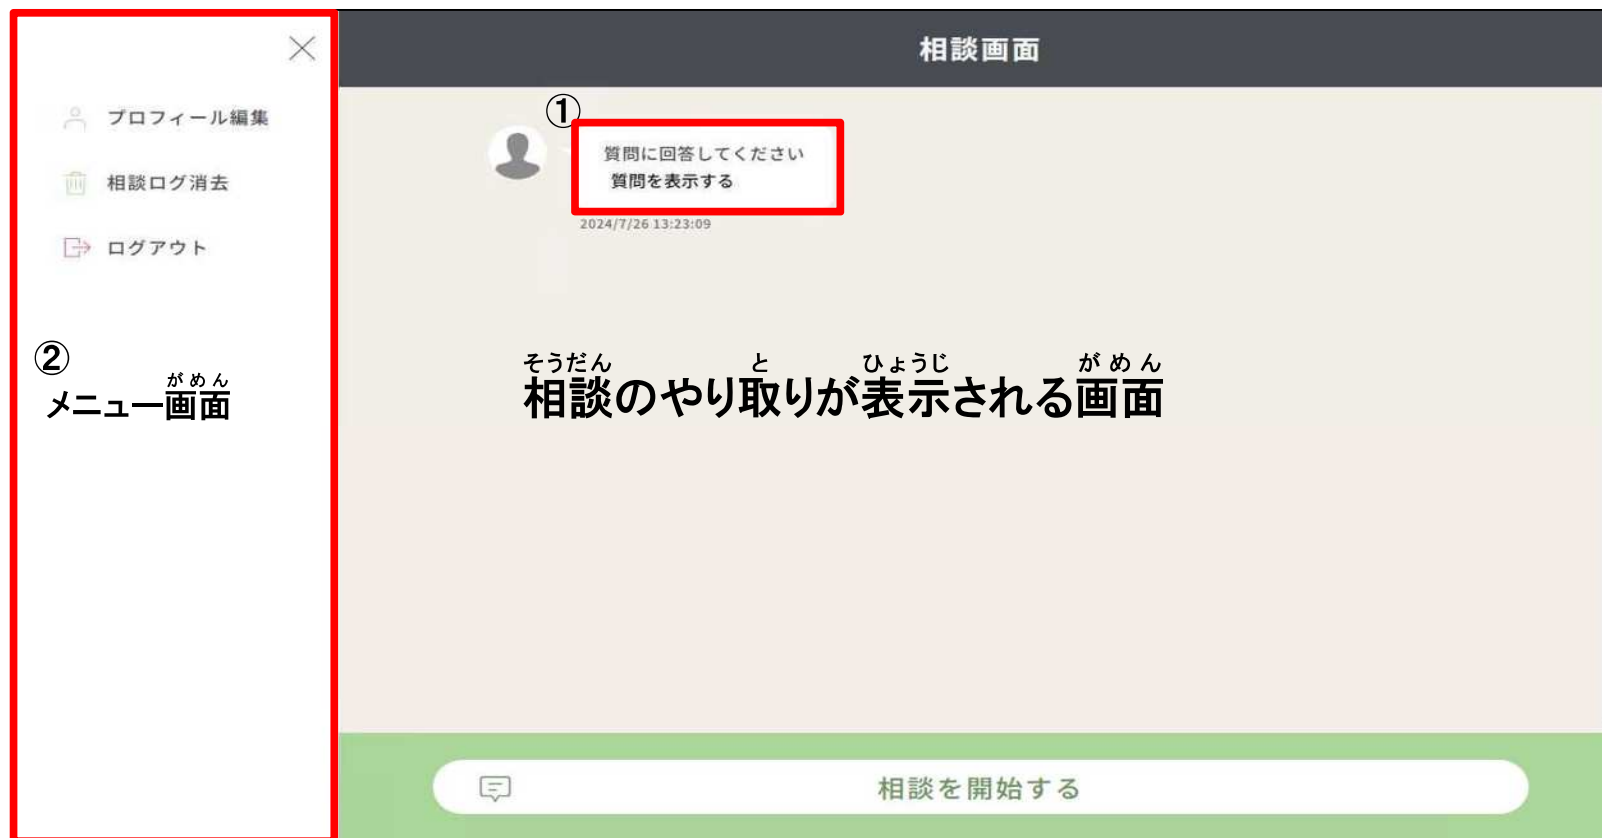 プロフィール編集
相談ログ消去
ログアウト
②
がめん
メニュー画面
相談画面
①
質問に回答してください
質問を表示する
2024/7/26 13:23:09
そうだん と ひょうじ がめん
相談のやり取りが表示される画面
相談を開始する